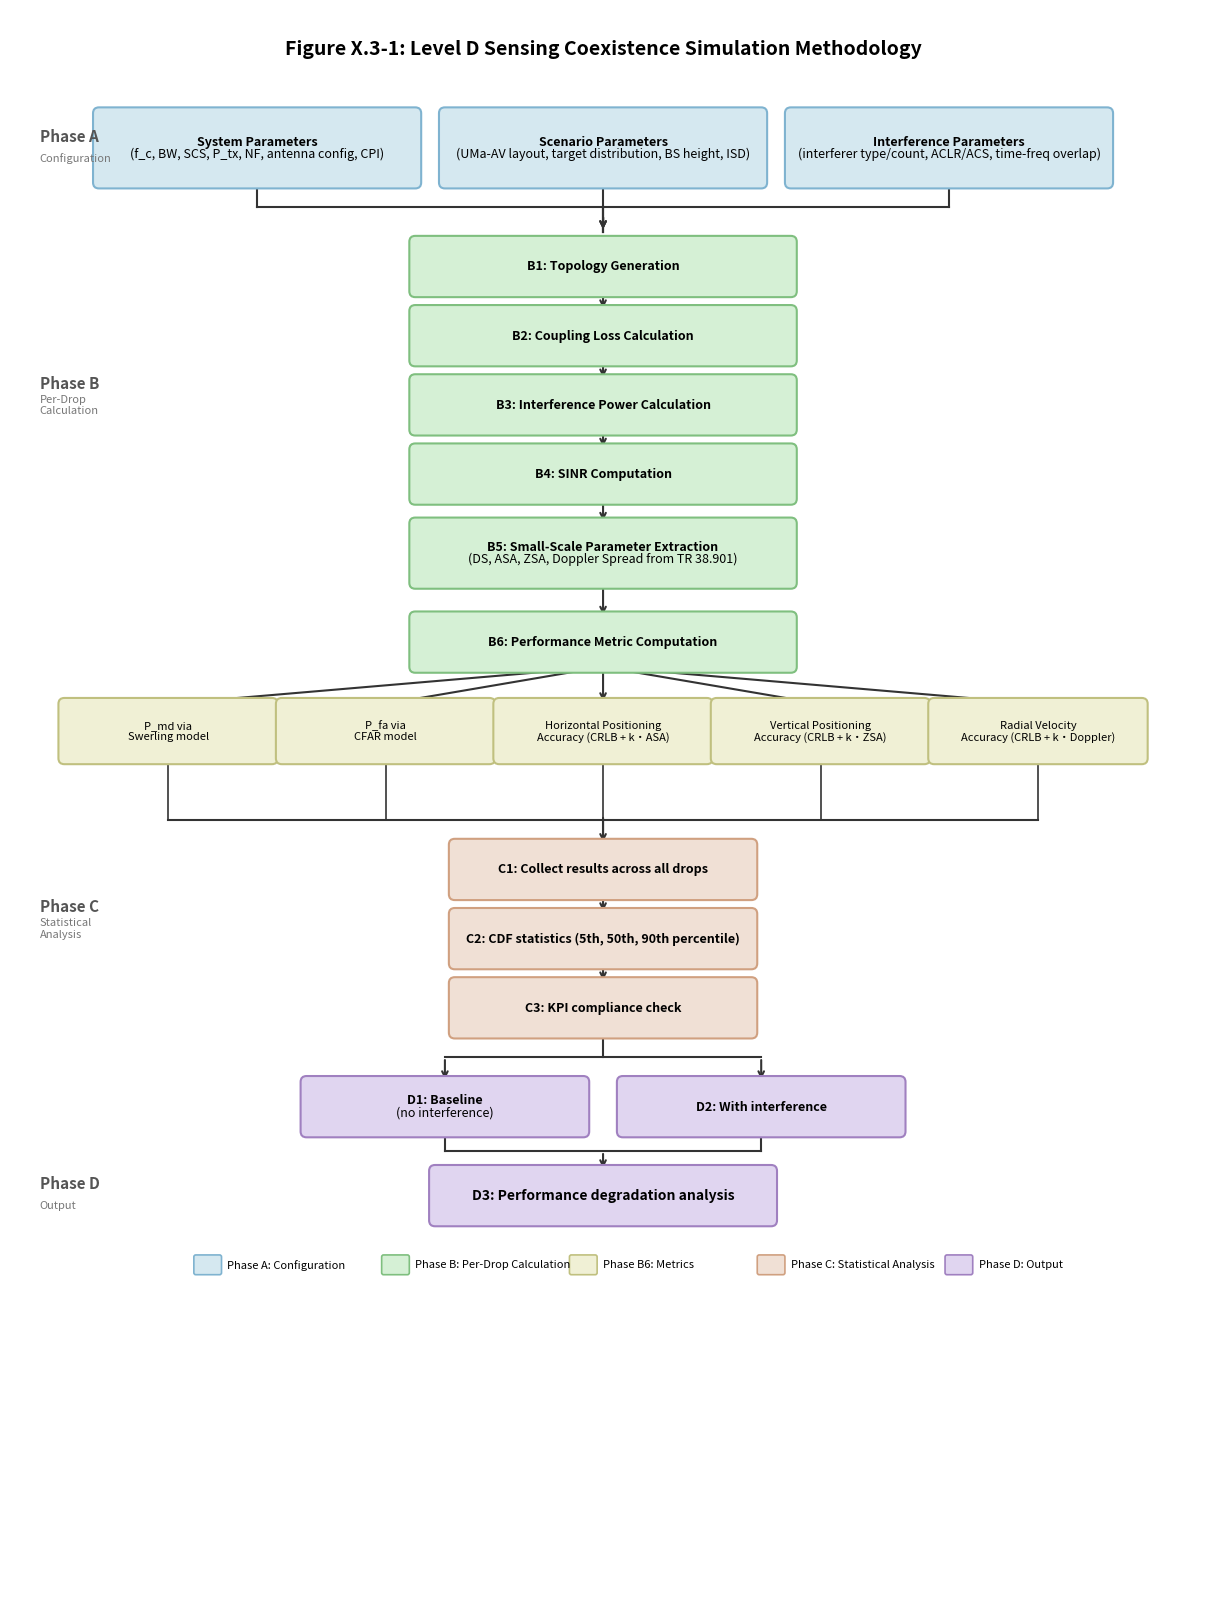 Figure X.3-1: Level D Sensing Coexistence Simulation Methodology
Phase A
Configuration
System Parameters
(f_c, BW, SCS, P_tx, NF, antenna config, CPI)
Scenario Parameters
(UMa-AV layout, target distribution, BS height, ISD)
Interference Parameters
(interferer type/count, ACLR/ACS, time-freq overlap)
B1: Topology Generation
B2: Coupling Loss Calculation
Phase B
Per-Drop
Calculation
B3: Interference Power Calculation
B4: SINR Computation
B5: Small-Scale Parameter Extraction
(DS, ASA, ZSA, Doppler Spread from TR 38.901)
B6: Performance Metric Computation
P_md via
Swerling model
P_fa via
CFAR model
Horizontal Positioning
Accuracy (CRLB + k・ASA)
Vertical Positioning
Accuracy (CRLB + k・ZSA)
Radial Velocity
Accuracy (CRLB + k・Doppler)
C1: Collect results across all drops
Phase C
Statistical
Analysis
C2: CDF statistics (5th, 50th, 90th percentile)
C3: KPI compliance check
D1: Baseline
(no interference)
D2: With interference
Phase D
Output
D3: Performance degradation analysis
Phase A: Configuration
Phase B: Per-Drop Calculation
Phase B6: Metrics
Phase C: Statistical Analysis
Phase D: Output